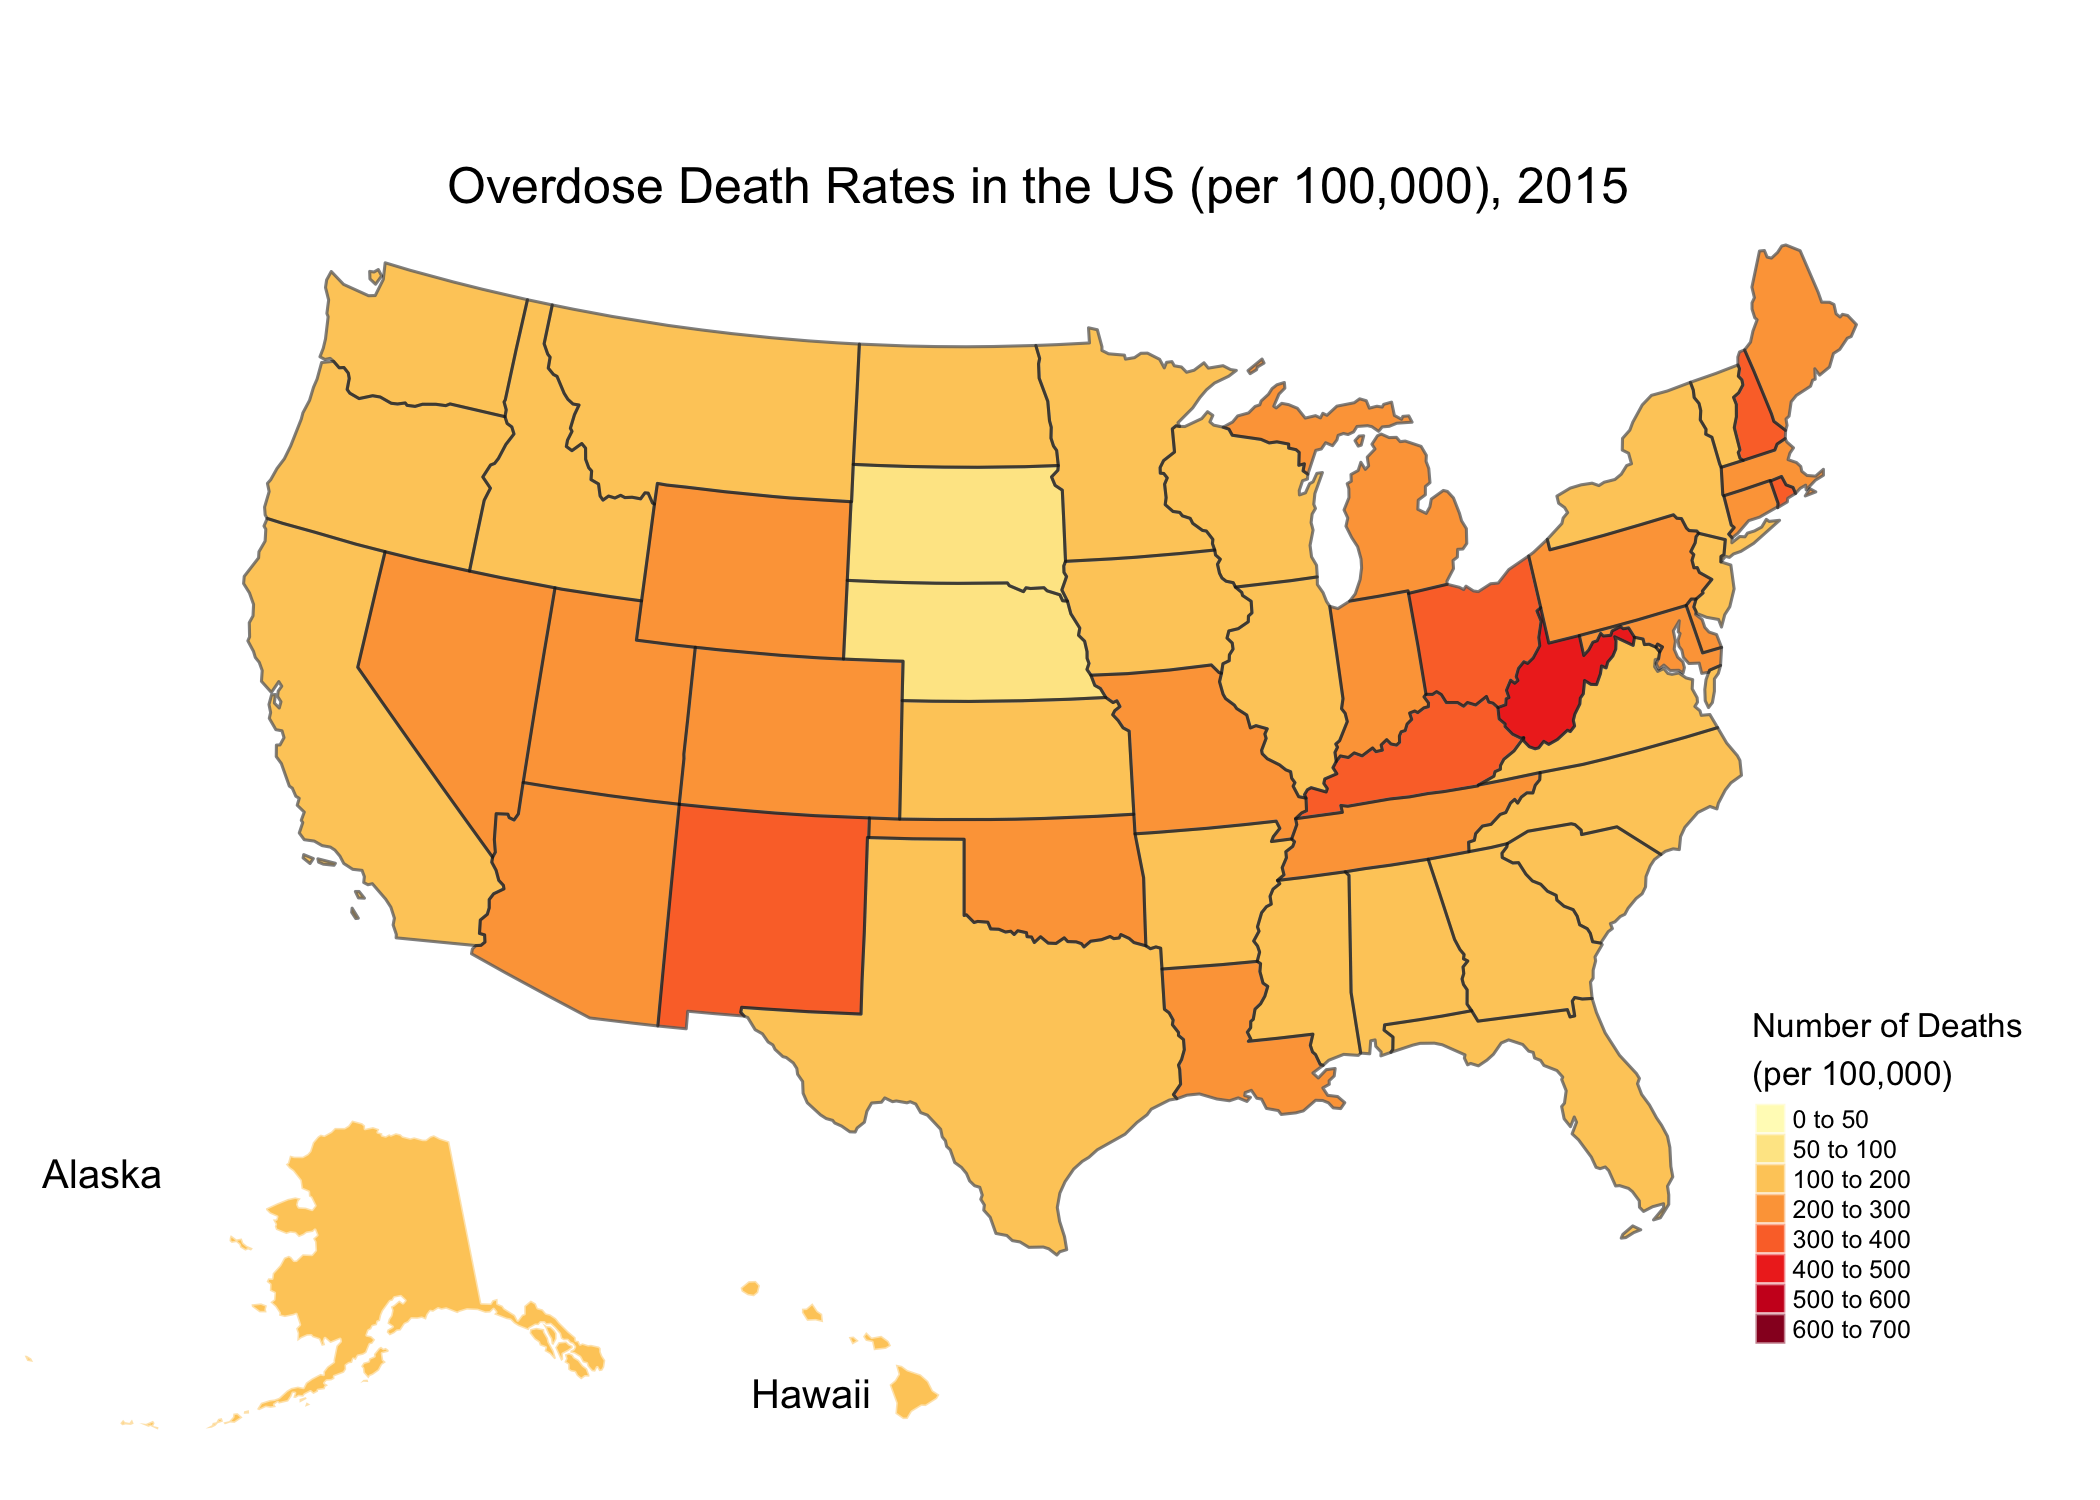 Overdose Death Rates in the US (per 100,000), 2015
Number of Deaths
(per 100,000)
0 to 50
50 to 100
100 to 200
200 to 300
300 to 400
400 to 500
500 to 600
600 to 700
Alaska
Hawaii